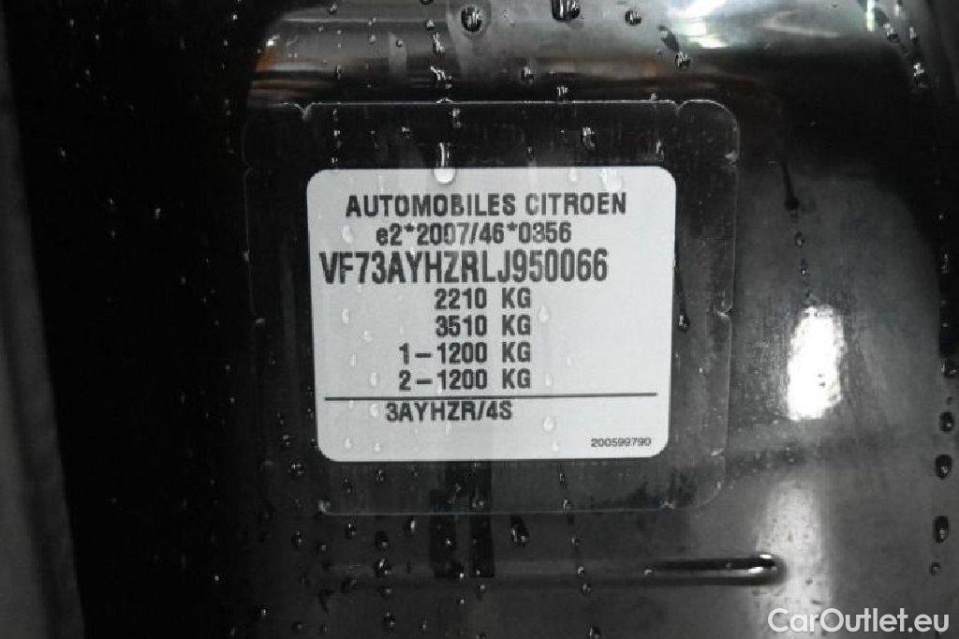 AUTOMOBILES CITROEN
e2*2007/46*0356
VF73AYHZRLJ950066
2210 KG
3510 KG
1-1200 KG
2-1200 KG
3AYHZR/4S
200599790
CarOutlet.eu